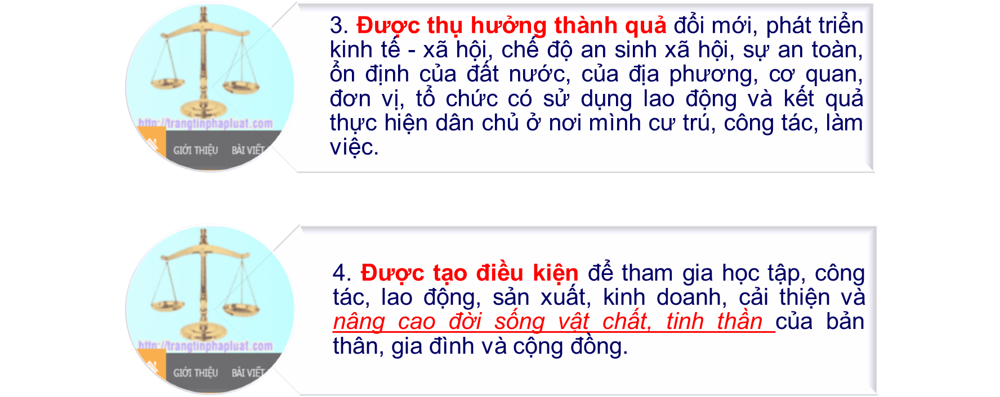 3. Được thụ hưởng thành quả đổi mới, phát triển
kinh tế - xã hội, chế độ an sinh xã hội, sự an toàn,
ổn định của đất nước, của địa phương, cơ quan,
đơn vị, tổ chức có sử dụng lao động và kết quả
thực hiện dân chủ ở nơi mình cư trú, công tác, làm
việc.
http://trangtinphapluat.com
GIỚI THIỆU BÀI VIẾT
4. Được tạo điều kiện để tham gia học tập, công
tác, lao động, sản xuất, kinh doanh, cải thiện và
nâng cao đời sống vật chất, tinh thần của bản
thân, gia đình và cộng đồng.
http://trangtinphapluat.com
GIỚI THIỆU BÀI VIẾT